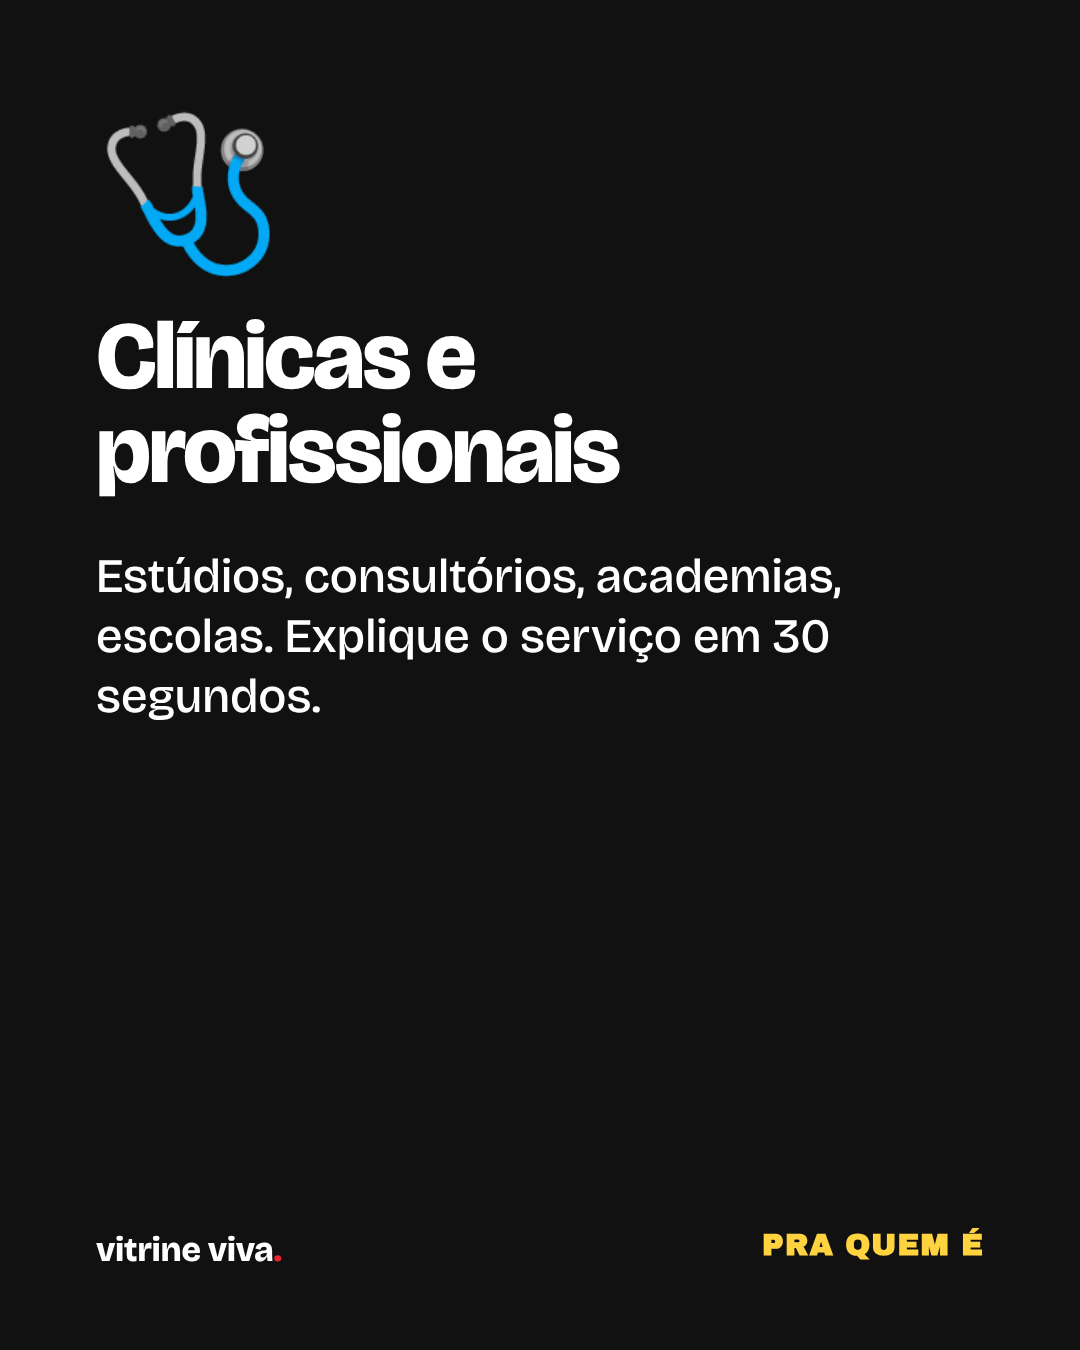 Clínicas e
profissionais
Estúdios, consultórios, academias,
escolas. Explique o serviço em 30
segundos.
vitrine viva.
PRA QUEM É